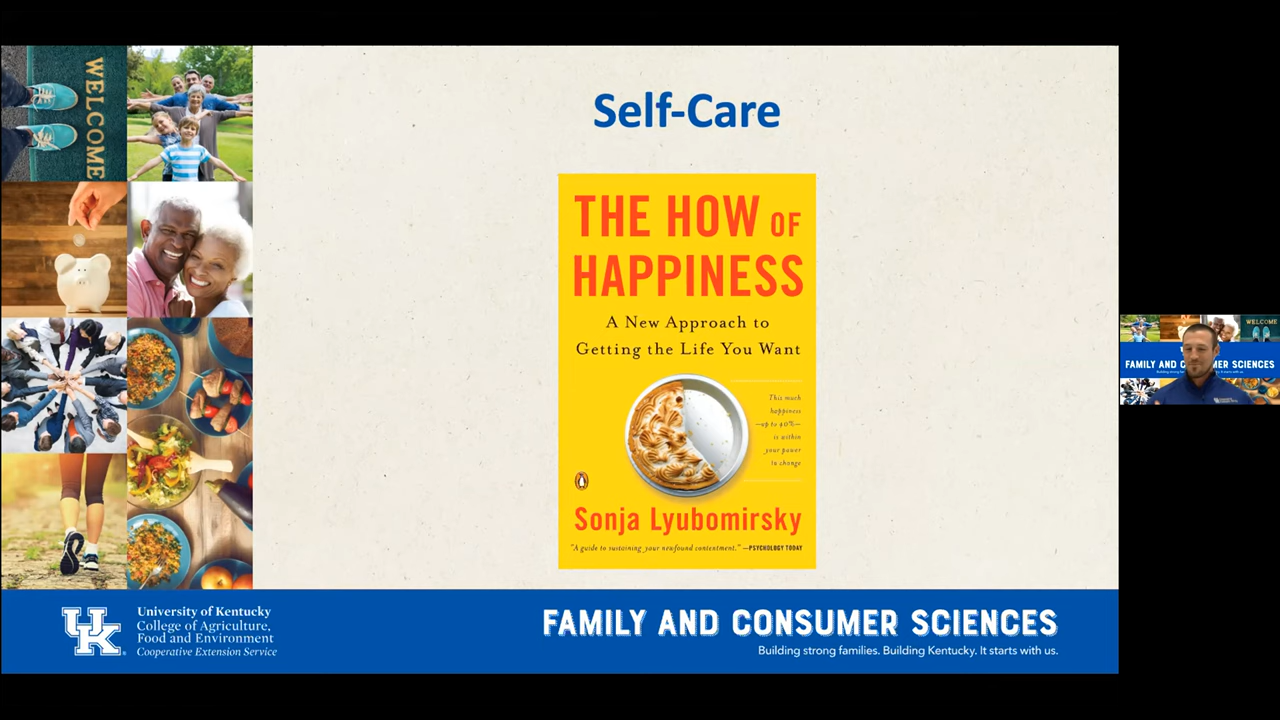 WELCOME
Self-Care
THE HOW OF
HAPPINESS
A New Approach to
Getting the Life You Want
This much
happiness
—up to 40%—
is within
your power
to change
Sonja Lyubomirsky
"A guide to sustaining your newfound contentment." —PSYCHOLOGY TODAY
UK
University of Kentucky
College of Agriculture,
Food and Environment
Cooperative Extension Service
FAMILY AND CONSUMER SCIENCES
Building strong families. Building Kentucky. It starts with us.
WELCOME
FAMILY AND CONSUMER SCIENCES